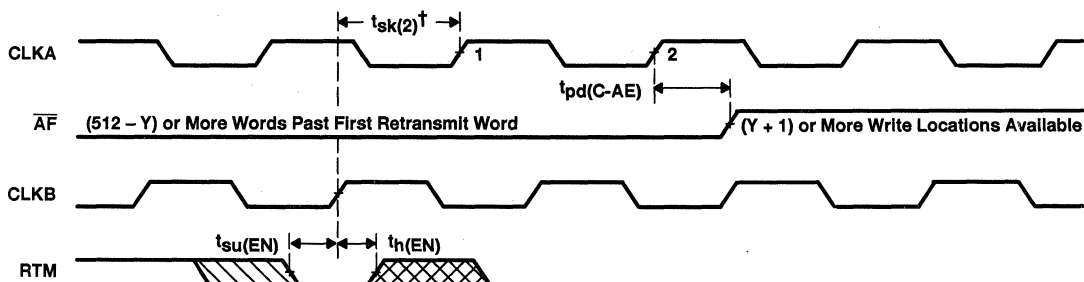 tsk(2)†
CLKA
1
2
tpd(C-AE)
AF
(512 – Y) or More Words Past First Retransmit Word
(Y + 1) or More Write Locations Available
CLKB
tsu(EN)
th(EN)
RTM